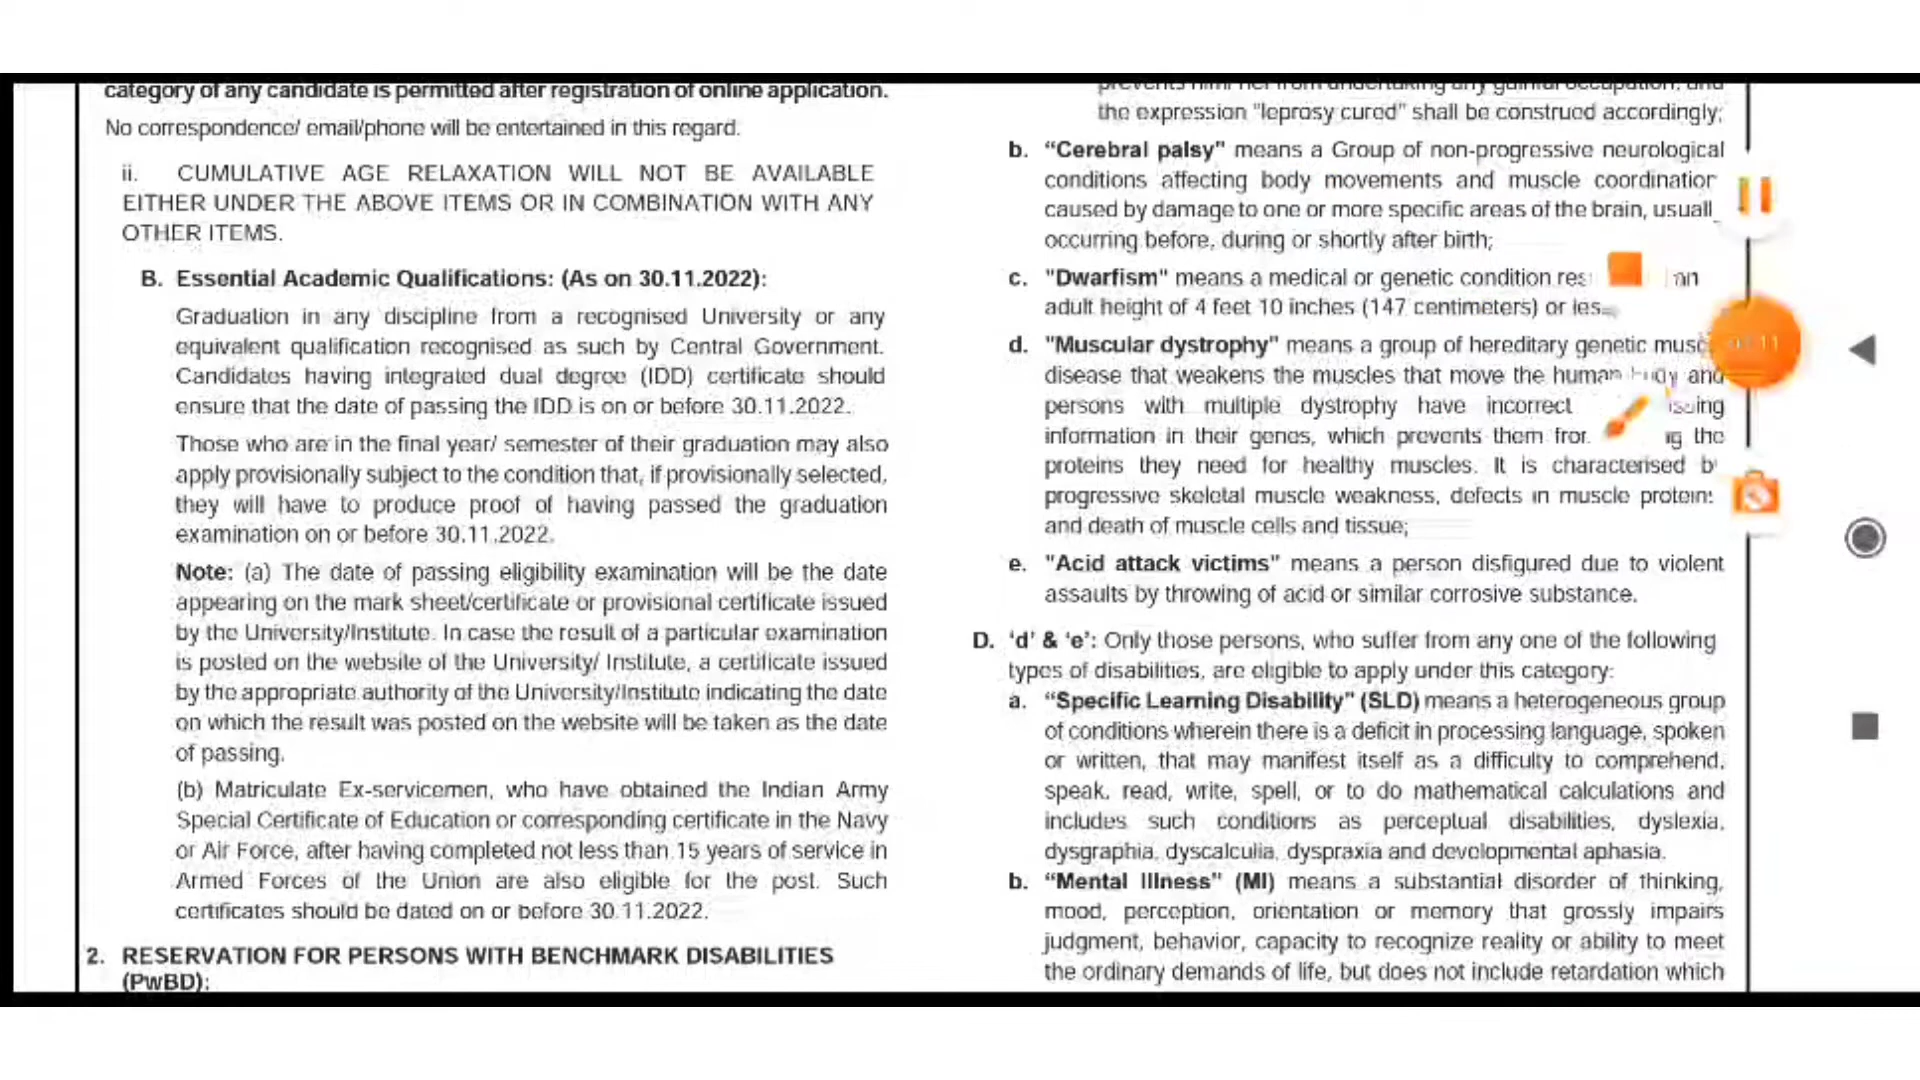 category of any candidate is permitted after registration of online application.
No correspondence/ email/phone will be entertained in this regard.
ii. CUMULATIVE AGE RELAXATION WILL NOT BE AVAILABLE
EITHER UNDER THE ABOVE ITEMS OR IN COMBINATION WITH ANY
OTHER ITEMS.
B. Essential Academic Qualifications: (As on 30.11.2022):
Graduation in any discipline from a recognised University or any
equivalent qualification recognised as such by Central Government.
Candidates having integrated dual degree (IDD) certificate should
ensure that the date of passing the IDD is on or before 30.11.2022.
Those who are in the final year/ semester of their graduation may also
apply provisionally subject to the condition that, if provisionally selected,
they will have to produce proof of having passed the graduation
examination on or before 30.11.2022.
Note: (a) The date of passing eligibility examination will be the date
appearing on the mark sheet/certificate or provisional certificate issued
by the University/Institute. In case the result of a particular examination
is posted on the website of the University/ Institute, a certificate issued
by the appropriate authority of the University/Institute indicating the date
on which the result was posted on the website will be taken as the date
of passing.
(b) Matriculate Ex-servicemen, who have obtained the Indian Army
Special Certificate of Education or corresponding certificate in the Navy
or Air Force, after having completed not less than 15 years of service in
Armed Forces of the Union are also eligible for the post. Such
certificates should be dated on or before 30.11.2022.
2. RESERVATION FOR PERSONS WITH BENCHMARK DISABILITIES
(PwBD):
prevents him/ her from undertaking any gainful occupation, and
the expression "leprosy cured" shall be construed accordingly;
b. "Cerebral palsy" means a Group of non-progressive neurological
conditions affecting body movements and muscle coordination
caused by damage to one or more specific areas of the brain, usuall
occurring before, during or shortly after birth;
c. "Dwarfism" means a medical or genetic condition res an
adult height of 4 feet 10 inches (147 centimeters) or les
d. "Muscular dystrophy" means a group of hereditary genetic musc
disease that weakens the muscles that move the human body and
persons with multiple dystrophy have incorrect
information in their genes, which prevents them the
proteins they need for healthy muscles. It is characterised b
progressive skeletal muscle weakness, defects in muscle protein
and death of muscle cells and tissue;
e. "Acid attack victims" means a person disfigured due to violent
assaults by throwing of acid or similar corrosive substance.
D. 'd' & 'e': Only those persons, who suffer from any one of the following
types of disabilities, are eligible to apply under this category:
a. "Specific Learning Disability" (SLD) means a heterogeneous group
of conditions wherein there is a deficit in processing language, spoken
or written, that may manifest itself as a difficulty to comprehend,
speak, read, write, spell, or to do mathematical calculations and
includes such conditions as perceptual disabilities, dyslexia,
dysgraphia, dyscalculia, dyspraxia and developmental aphasia.
b. "Mental Illness" (MI) means a substantial disorder of thinking,
mood, perception, orientation or memory that grossly impairs
judgment, behavior, capacity to recognize reality or ability to meet
the ordinary demands of life, but does not include retardation which